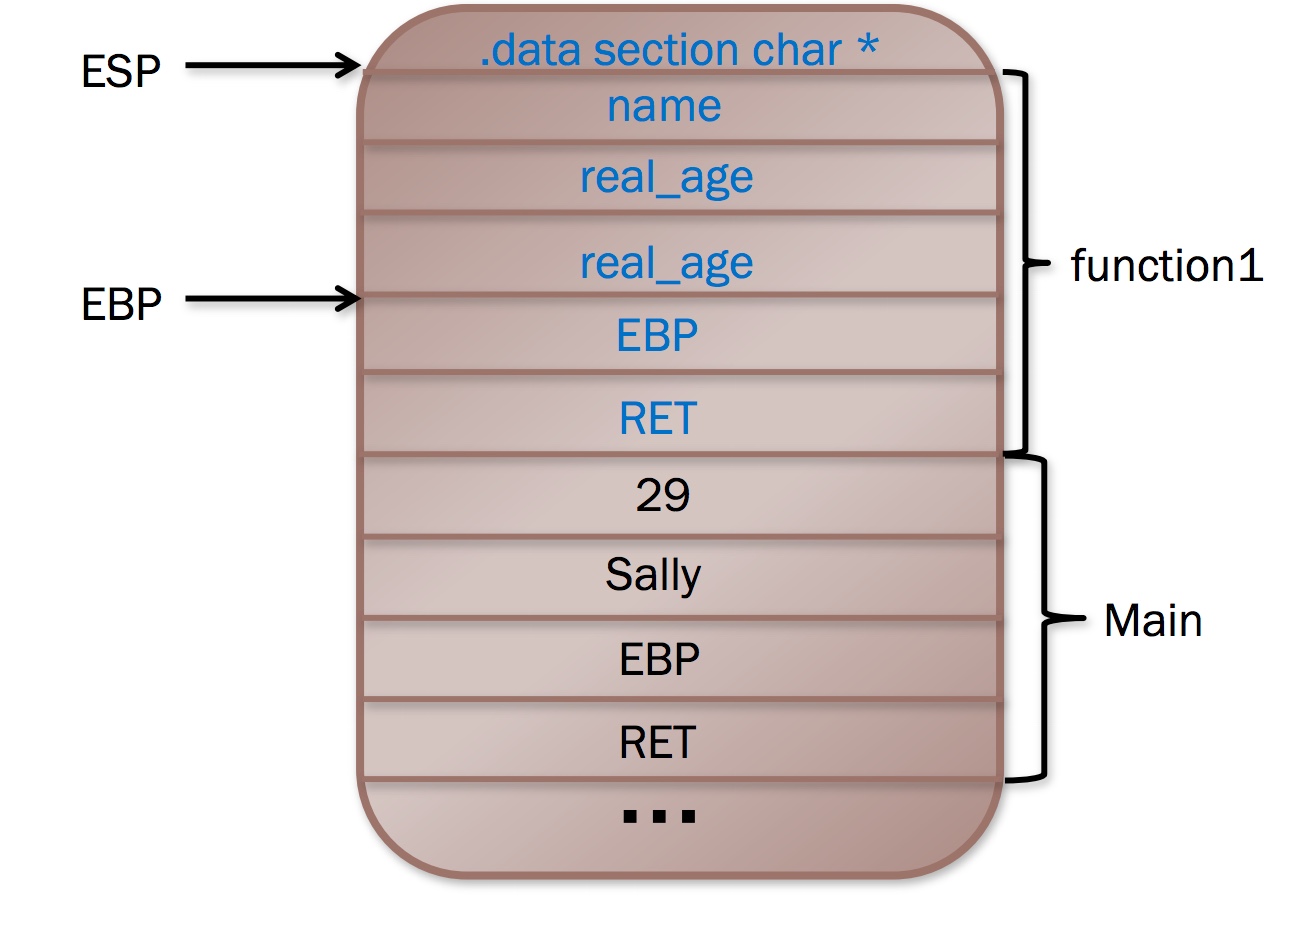 .data section char *
ESP
name
real_age
real_age
function1
EBP
EBP
RET
29
Sally
Main
EBP
RET
...